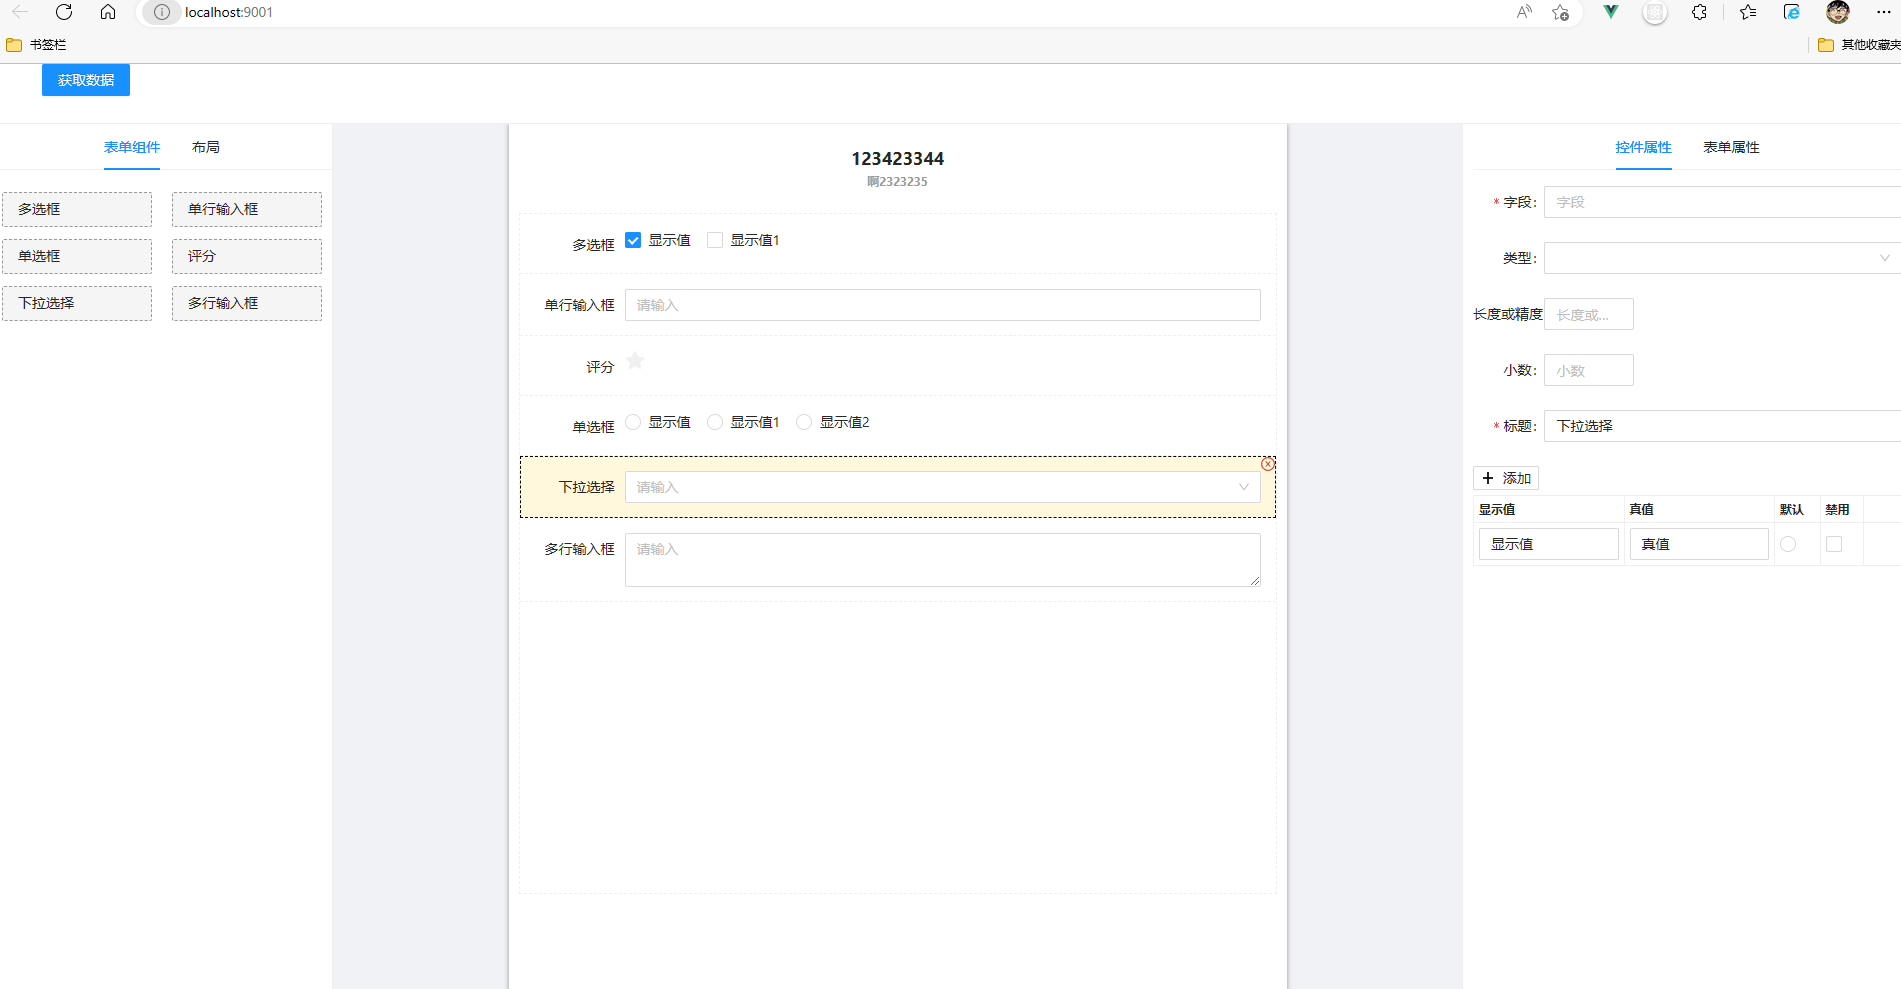 localhost:9001
书签栏
其他收藏夹
获取数据
表单组件 布局
多选框 单行输入框
单选框 评分
下拉选择 多行输入框
123423344
啊2323235
多选框 显示值 显示值1
单行输入框 请输入
评分
单选框 显示值 显示值1 显示值2
下拉选择 请输入
多行输入框 请输入
控件属性 表单属性
* 字段: 字段
类型:
长度或精度 长度或...
小数: 小数
* 标题: 下拉选择
添加
显示值 真值 默认 禁用
显示值 真值